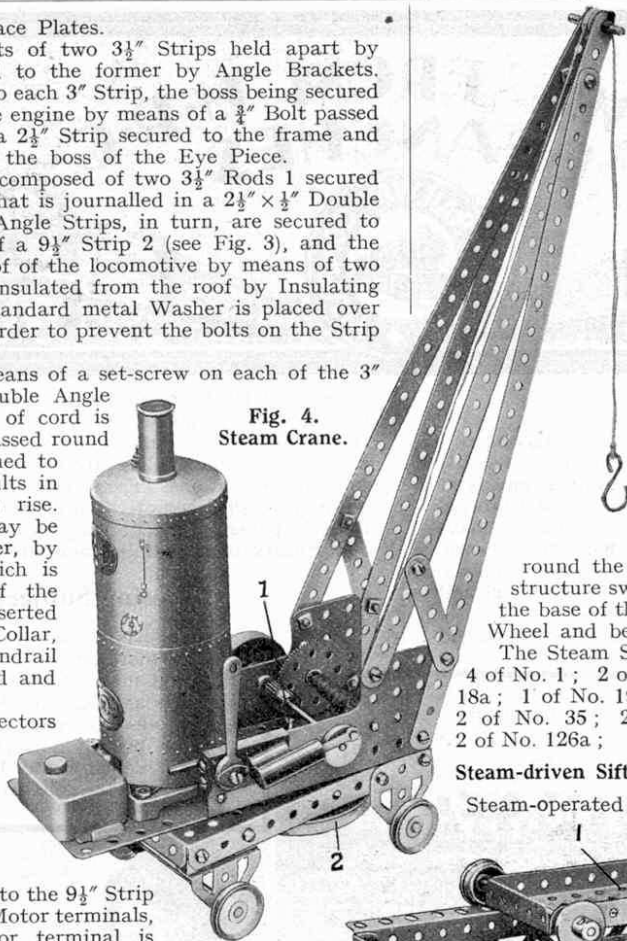 ace Plates.
ts of two 3½″ Strips held apart by
to the former by Angle Brackets.
o each 3″ Strip, the boss being secured
e engine by means of a ¾″ Bolt passed
a 2½″ Strip secured to the frame and
the boss of the Eye Piece.
composed of two 3½″ Rods 1 secured
hat is journalled in a 2½″ × ½″ Double
Angle Strips, in turn, are secured to
f a 9½″ Strip 2 (see Fig. 3), and the
of of the locomotive by means of two
insulated from the roof by Insulating
tandard metal Washer is placed over
rder to prevent the bolts on the Strip
eans of a set-screw on each of the 3″
uble Angle
of cord is
assed round
ned to
lts in
rise.
ay be
er, by
ich is
f the
serted
Collar,
ndrail
d and
ectors
Fig. 4.
Steam Crane.
1
2
round the
structure sw
the base of th
Wheel and be
The Steam S
4 of No. 1 ; 2 o
18a ; 1 of No. 1
2 of No. 35 ; 2
2 of No. 126a ;
Steam-driven Sift
Steam-operated
1
to the 9½″ Strip
Motor terminals,
or terminal is